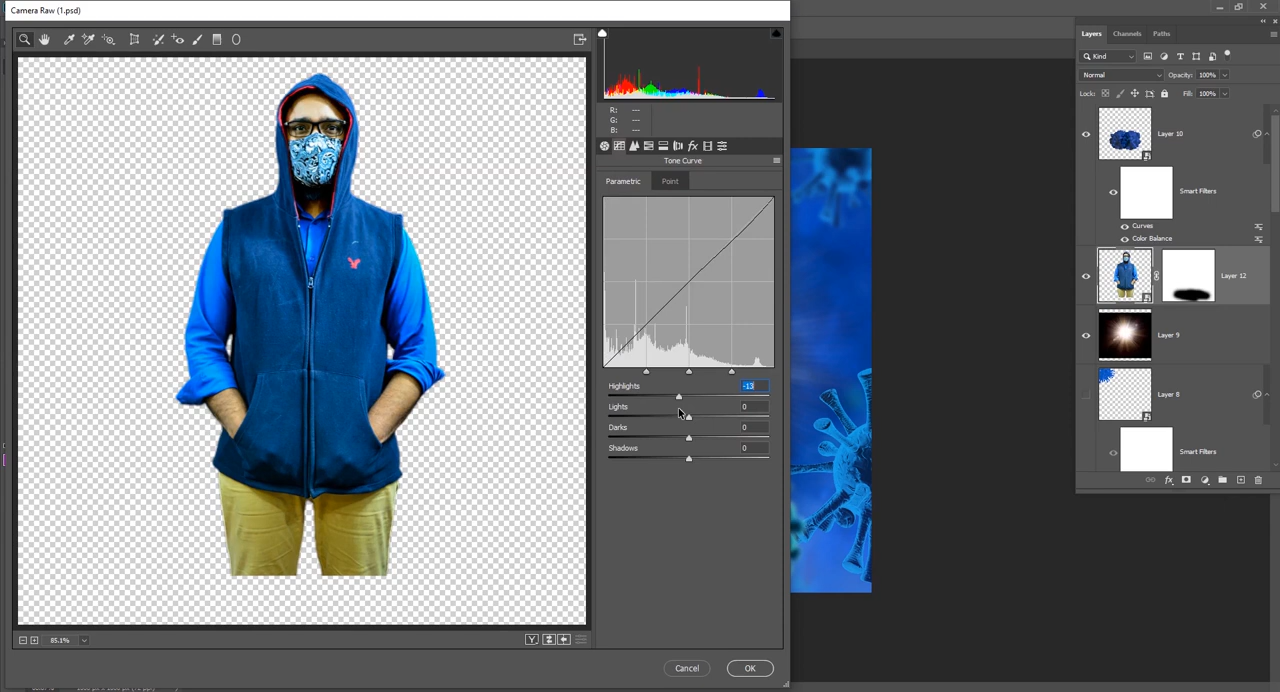 Camera Raw (1.psd)
R: ---
G: ---
B: ---
Tone Curve
Parametric
Point
Highlights -13
Lights 0
Darks 0
Shadows 0
85.1%
Y
Cancel
OK
Layers Channels Paths
Kind
Normal Opacity: 100%
Lock: Fill: 100%
Layer 10
Smart Filters
Curves
Color Balance
Layer 12
Layer 9
Layer 8
Smart Filters
fx